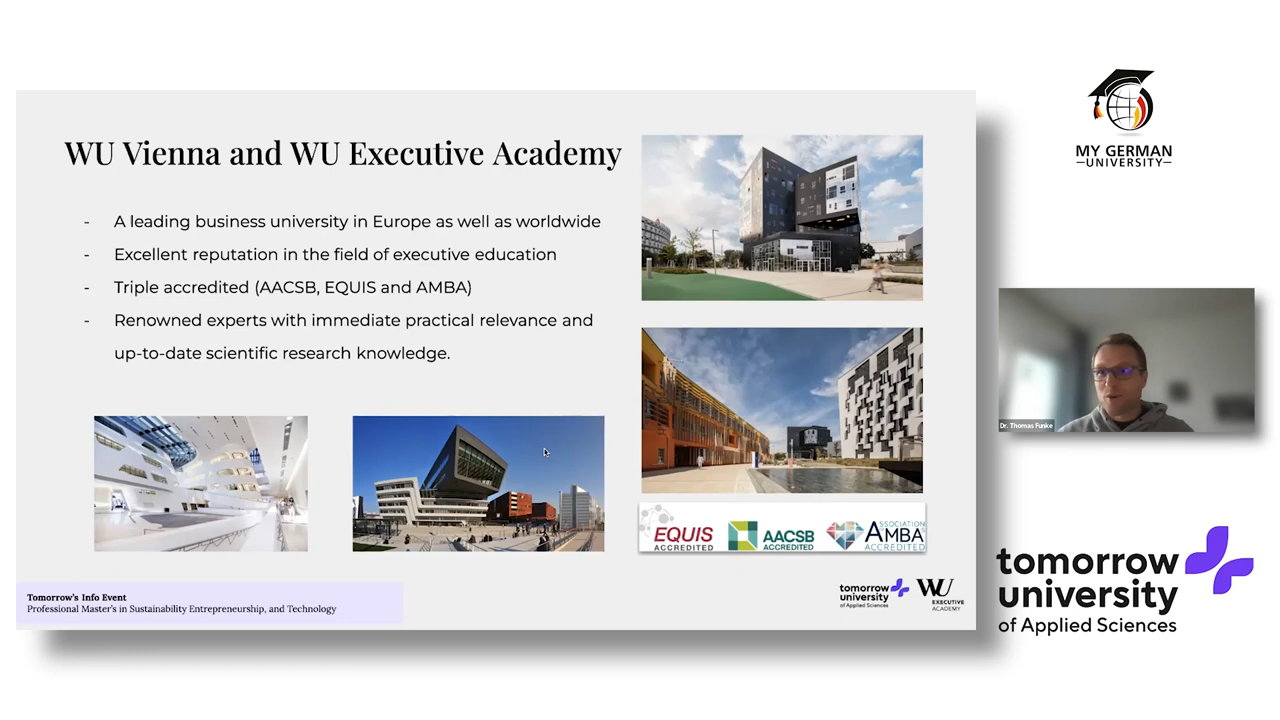 WU Vienna and WU Executive Academy
- A leading business university in Europe as well as worldwide
- Excellent reputation in the field of executive education
- Triple accredited (AACSB, EQUIS and AMBA)
- Renowned experts with immediate practical relevance and
up-to-date scientific research knowledge.
EQUIS
ACCREDITED
AACSB
ACCREDITED
ASSOCIATION
AMBA
ACCREDITED
Tomorrow's Info Event
Professional Master's in Sustainability Entrepreneurship, and Technology
tomorrow
university
of Applied Sciences
WU
EXECUTIVE
ACADEMY
MY GERMAN
UNIVERSITY
Dr. Thomas Funke
tomorrow
university
of Applied Sciences